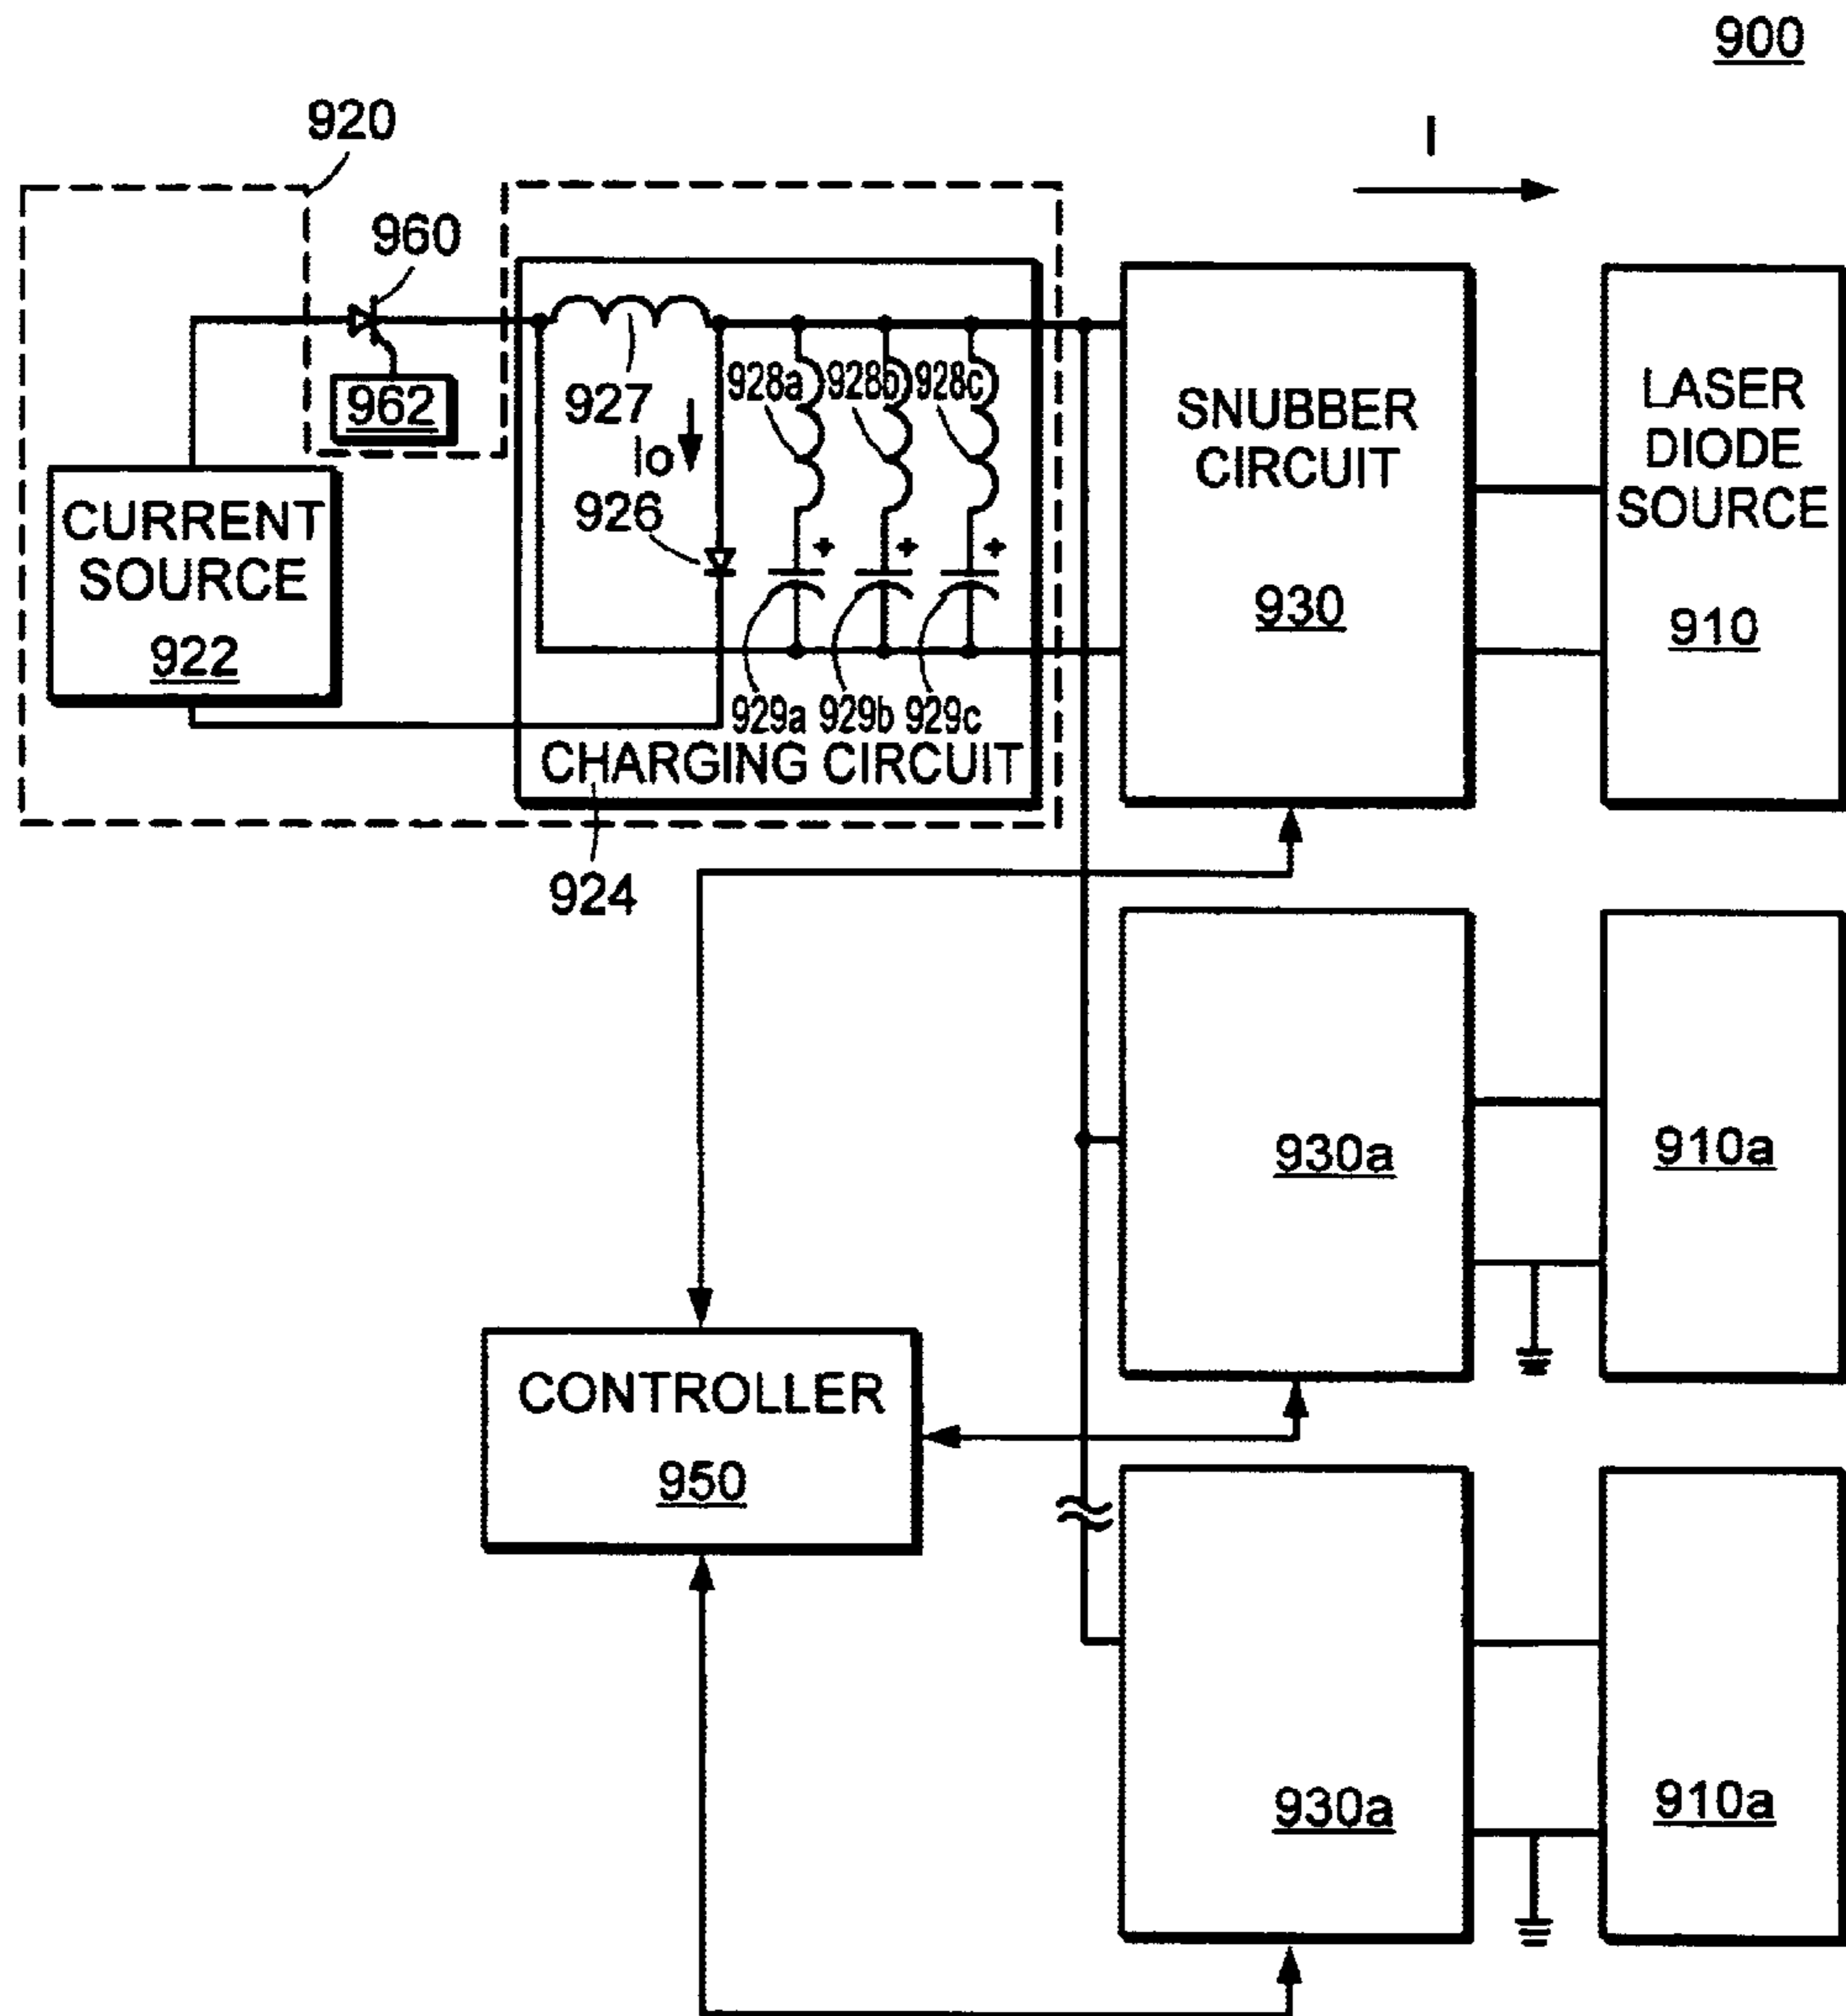 900
920
I
960
962
927
928a
928b
928c
Io
926
SNUBBER
CIRCUIT
930
LASER
DIODE
SOURCE
910
CURRENT
SOURCE
922
+
+
+
929a
929b
929c
CHARGING CIRCUIT
924
930a
910a
CONTROLLER
950
930a
910a